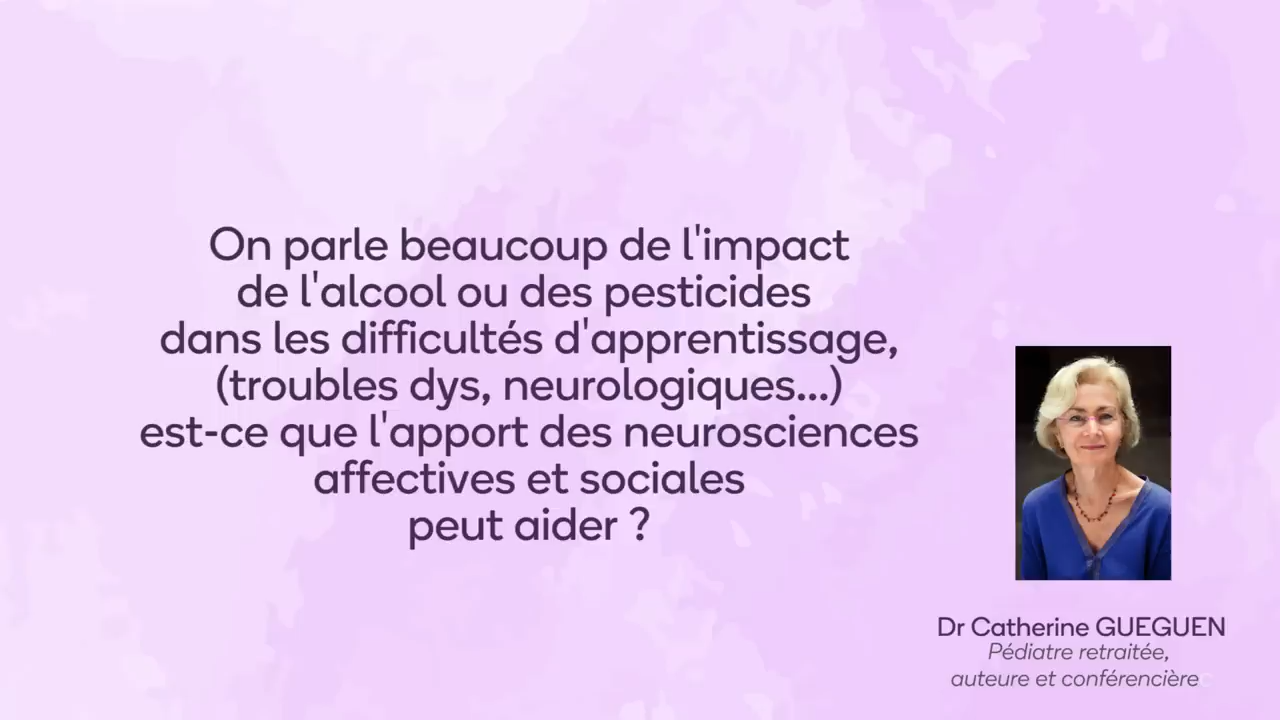 On parle beaucoup de l'impact
de l'alcool ou des pesticides
dans les difficultés d'apprentissage,
(troubles dys, neurologiques...)
est-ce que l'apport des neurosciences
affectives et sociales
peut aider ?
Dr Catherine GUEGUEN
Pédiatre retraitée,
auteure et conférencière